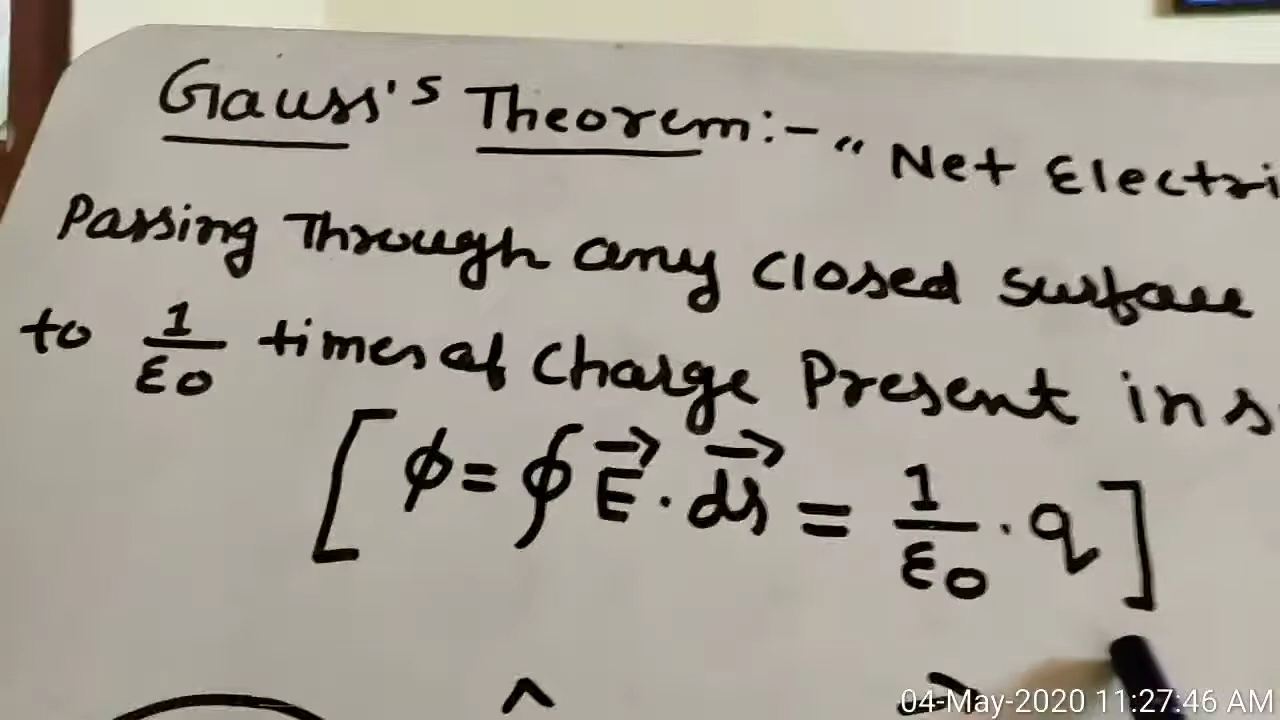 Gauss's Theorem:- " Net Electri
Passing Through any closed surface
to 1/ε0 times of Charge Present in s
[ϕ = ∮ E⃗ . ds⃗ = 1/ε0 . q]
04-May-2020 11:27:46 AM